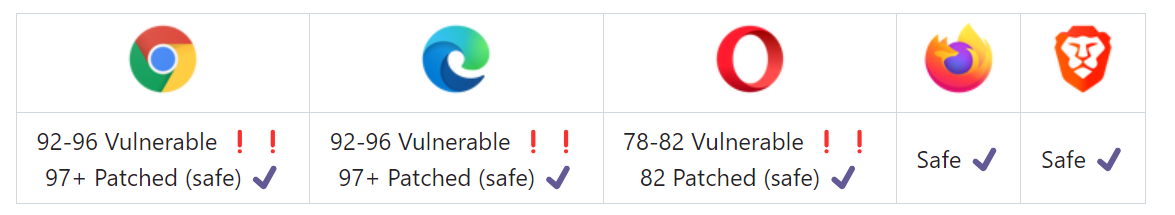 92-96 Vulnerable ❗ ❗
97+ Patched (safe) ✔
92-96 Vulnerable ❗ ❗
97+ Patched (safe) ✔
78-82 Vulnerable ❗ ❗
82 Patched (safe) ✔
Safe ✔
Safe ✔